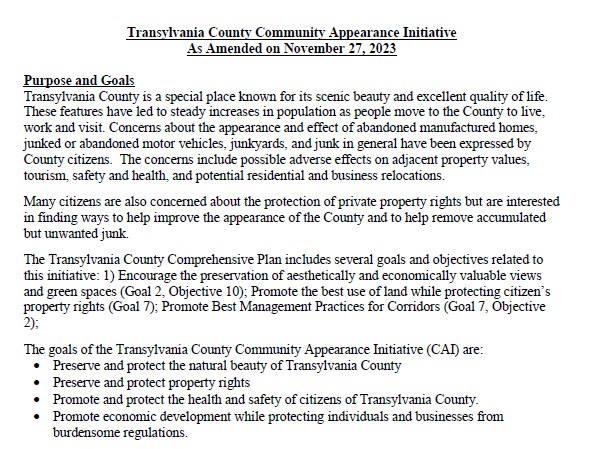 Transylvania County Community Appearance Initiative
As Amended on November 27, 2023
Purpose and Goals
Transylvania County is a special place known for its scenic beauty and excellent quality of life.
These features have led to steady increases in population as people move to the County to live,
work and visit. Concerns about the appearance and effect of abandoned manufactured homes,
junked or abandoned motor vehicles, junkyards, and junk in general have been expressed by
County citizens.  The concerns include possible adverse effects on adjacent property values,
tourism, safety and health, and potential residential and business relocations.
Many citizens are also concerned about the protection of private property rights but are interested
in finding ways to help improve the appearance of the County and to help remove accumulated
but unwanted junk.
The Transylvania County Comprehensive Plan includes several goals and objectives related to
this initiative: 1) Encourage the preservation of aesthetically and economically valuable views
and green spaces (Goal 2, Objective 10); Promote the best use of land while protecting citizen's
property rights (Goal 7); Promote Best Management Practices for Corridors (Goal 7, Objective
2);
The goals of the Transylvania County Community Appearance Initiative (CAI) are:
• Preserve and protect the natural beauty of Transylvania County
• Preserve and protect property rights
• Promote and protect the health and safety of citizens of Transylvania County.
• Promote economic development while protecting individuals and businesses from
burdensome regulations.